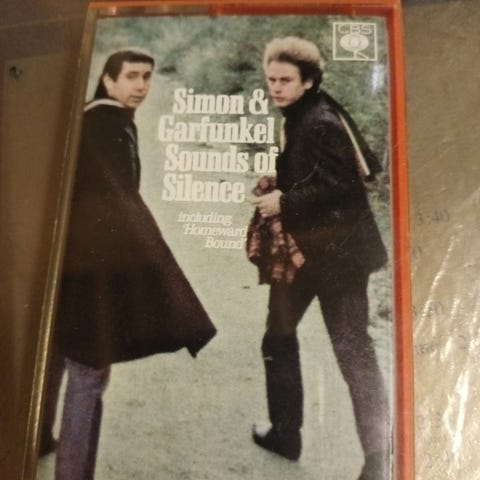 CBS
Simon &
Garfunkel
Sounds of
Silence
including
'Homeward
Bound'